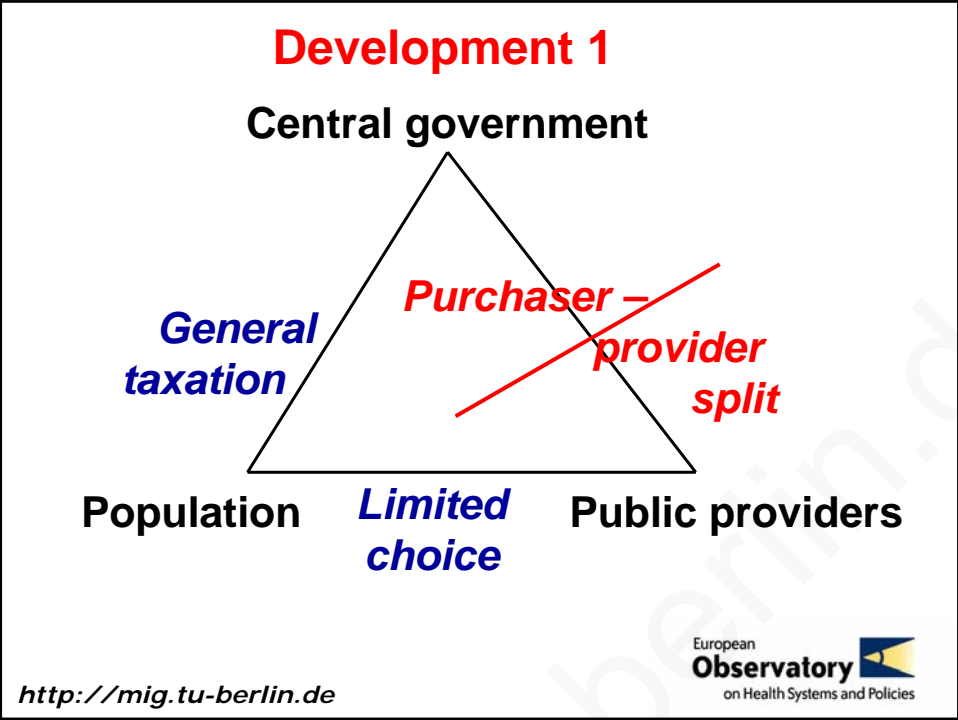 Development 1
Central government
Purchaser –
provider
split
General
taxation
Population
Limited
choice
Public providers
http://mig.tu-berlin.de
European
Observatory
on Health Systems and Policies
berlin.d